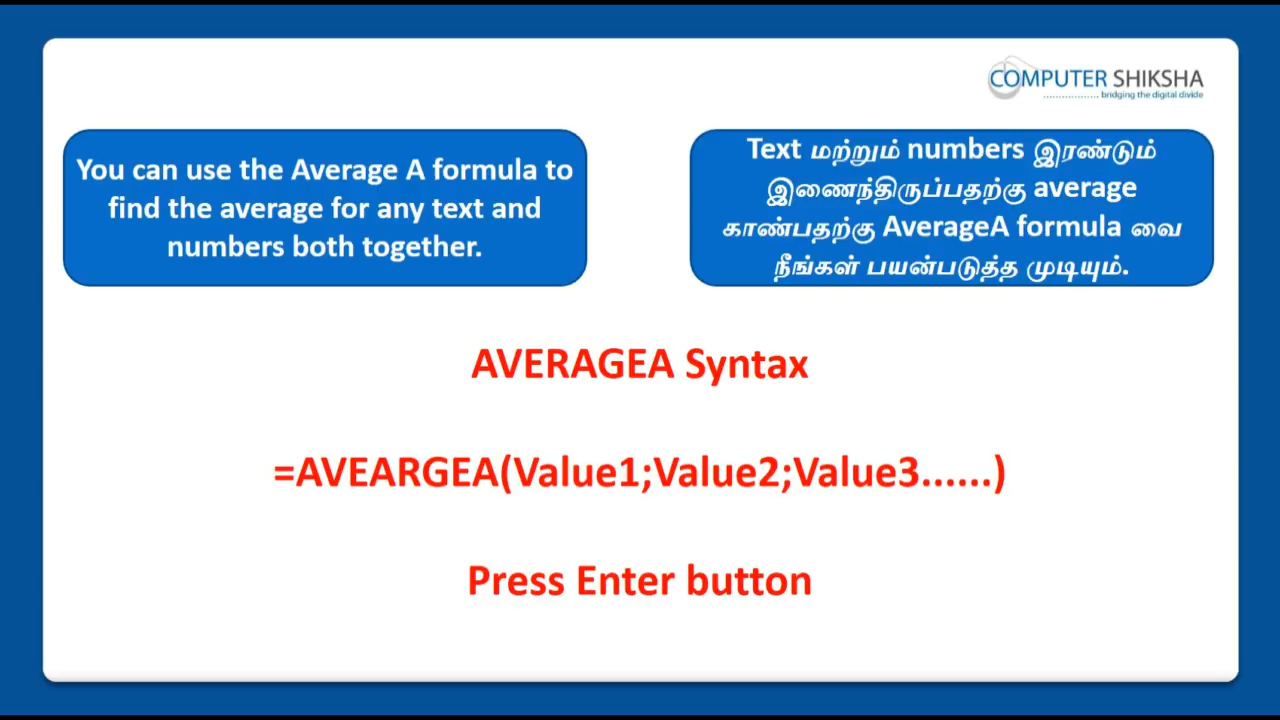 COMPUTER SHIKSHA
..................... bridging the digital divide
You can use the Average A formula to
find the average for any text and
numbers both together.
Text மற்றும் numbers இரண்டும்
இணைந்திருப்பதற்கு average
காண்பதற்கு AverageA formula வை
நீங்கள் பயன்படுத்த முடியும்.
AVERAGEA Syntax
=AVEARGEA(Value1;Value2;Value3......)
Press Enter button